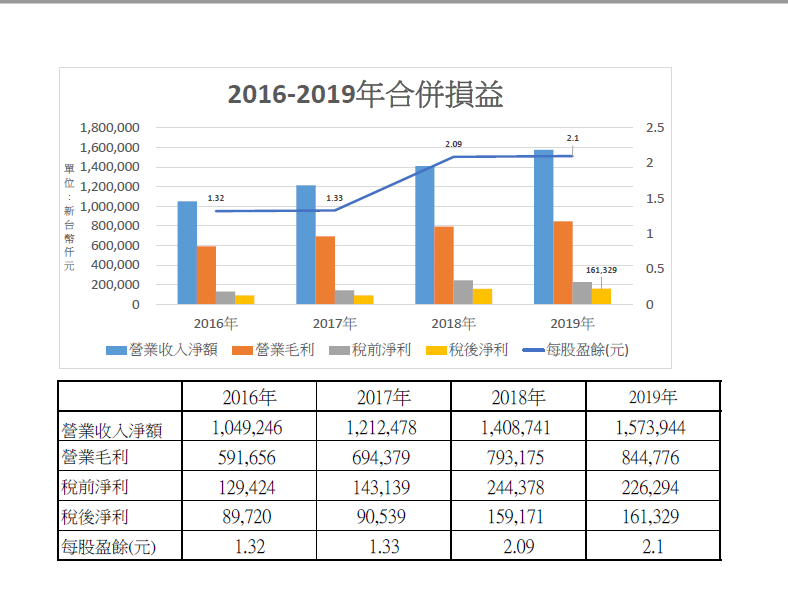 2016-2019年合併損益
單位：新台幣仟元
1,800,000
1,600,000
1,400,000
1,200,000
1,000,000
800,000
600,000
400,000
200,000
0
2.5
2
1.5
1
0.5
0
1.32
1.33
2.09
2.1
161,329
2016年 2017年 2018年 2019年
營業收入淨額 營業毛利 稅前淨利 稅後淨利 每股盈餘(元)
2016年 2017年 2018年 2019年
營業收入淨額 1,049,246 1,212,478 1,408,741 1,573,944
營業毛利 591,656 694,379 793,175 844,776
稅前淨利 129,424 143,139 244,378 226,294
稅後淨利 89,720 90,539 159,171 161,329
每股盈餘(元) 1.32 1.33 2.09 2.1